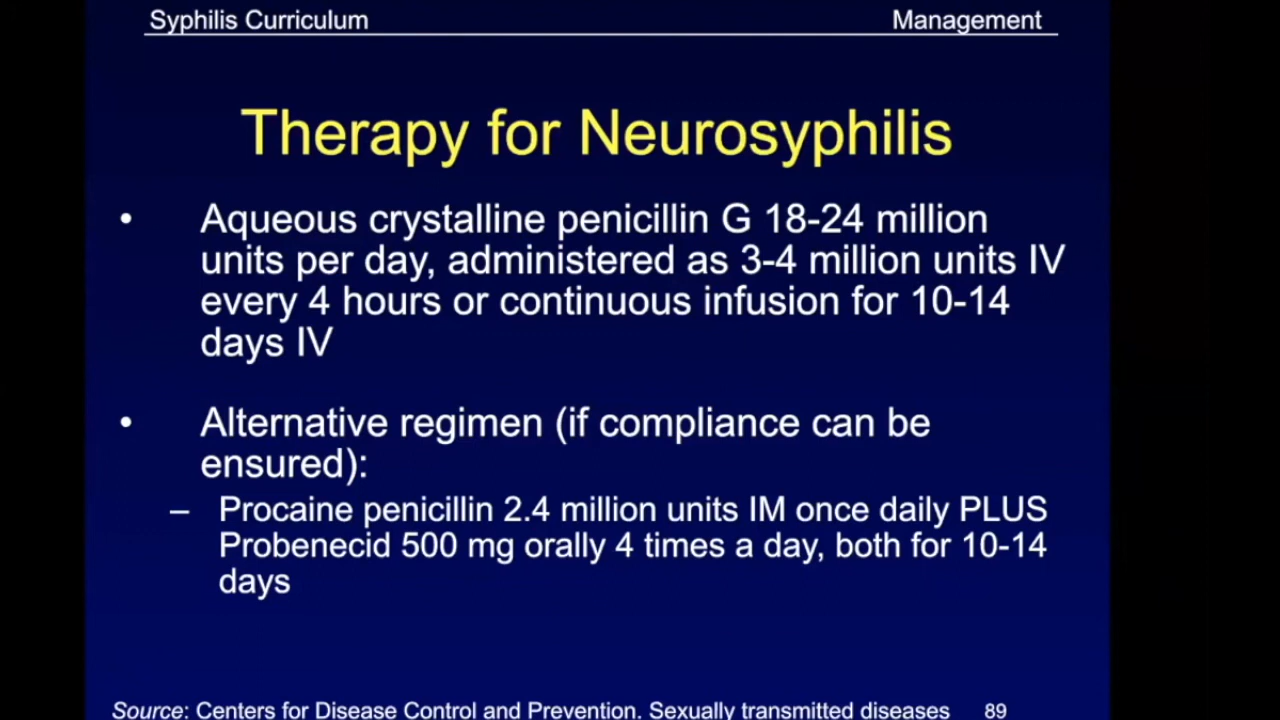 Syphilis Curriculum Management
Therapy for Neurosyphilis
• Aqueous crystalline penicillin G 18-24 million
units per day, administered as 3-4 million units IV
every 4 hours or continuous infusion for 10-14
days IV
• Alternative regimen (if compliance can be
ensured):
– Procaine penicillin 2.4 million units IM once daily PLUS
Probenecid 500 mg orally 4 times a day, both for 10-14
days
Source: Centers for Disease Control and Prevention. Sexually transmitted diseases 89